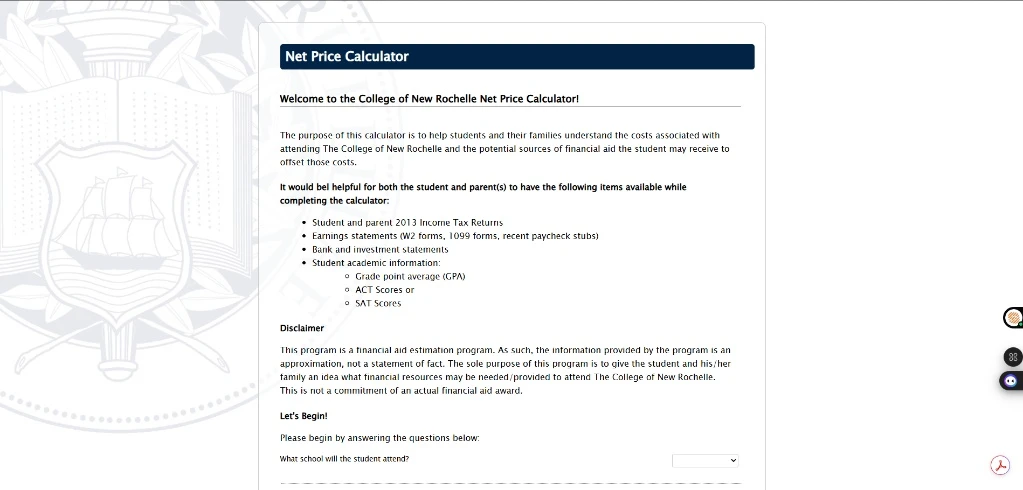 Net Price Calculator
Welcome to the College of New Rochelle Net Price Calculator!
The purpose of this calculator is to help students and their families understand the costs associated with
attending The College of New Rochelle and the potential sources of financial aid the student may receive to
offset those costs.
It would bel helpful for both the student and parent(s) to have the following items available while
completing the calculator:
• Student and parent 2013 Income Tax Returns
• Earnings statements (W2 forms, 1099 forms, recent paycheck stubs)
• Bank and investment statements
• Student academic information:
◦ Grade point average (GPA)
◦ ACT Scores or
◦ SAT Scores
Disclaimer
This program is a financial aid estimation program. As such, the information provided by the program is an
approximation, not a statement of fact. The sole purpose of this program is to give the student and his/her
family an idea what financial resources may be needed/provided to attend The College of New Rochelle.
This is not a commitment of an actual financial aid award.
Let's Begin!
Please begin by answering the questions below:
What school will the student attend?